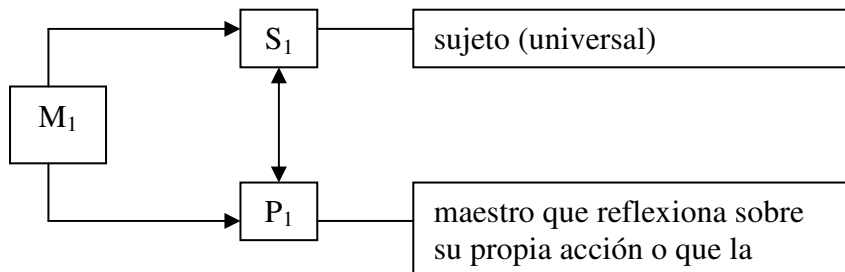 S₁
sujeto (universal)
M₁
P₁
maestro que reflexiona sobre
su propia acción o que la